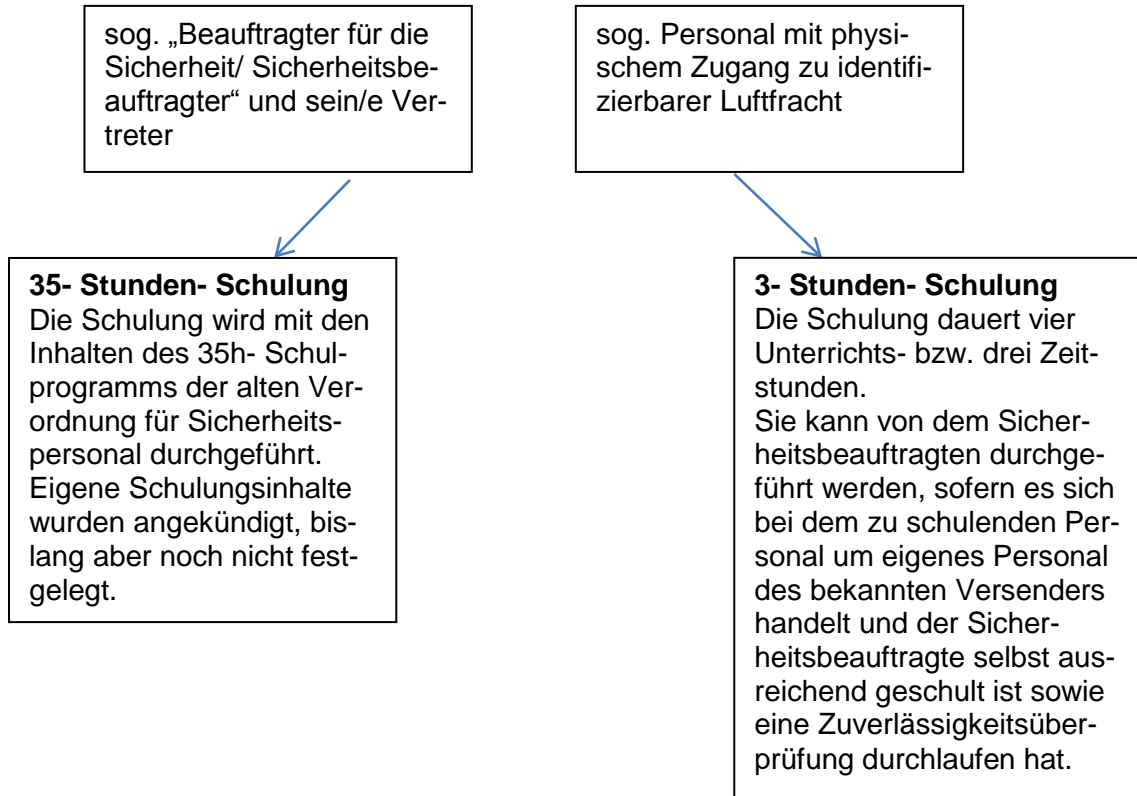 sog. „Beauftragter für die
Sicherheit/ Sicherheitsbe-
auftragter“ und sein/e Ver-
treter
sog. Personal mit physi-
schem Zugang zu identifi-
zierbarer Luftfracht
35- Stunden- Schulung
Die Schulung wird mit den
Inhalten des 35h- Schul-
programms der alten Ver-
ordnung für Sicherheits-
personal durchgeführt.
Eigene Schulungsinhalte
wurden angekündigt, bis-
lang aber noch nicht fest-
gelegt.
3- Stunden- Schulung
Die Schulung dauert vier
Unterrichts- bzw. drei Zeit-
stunden.
Sie kann von dem Sicher-
heitsbeauftragten durchge-
führt werden, sofern es sich
bei dem zu schulenden Per-
sonal um eigenes Personal
des bekannten Versenders
handelt und der Sicher-
heitsbeauftragte selbst aus-
reichend geschult ist sowie
eine Zuverlässigkeitsüber-
prüfung durchlaufen hat.